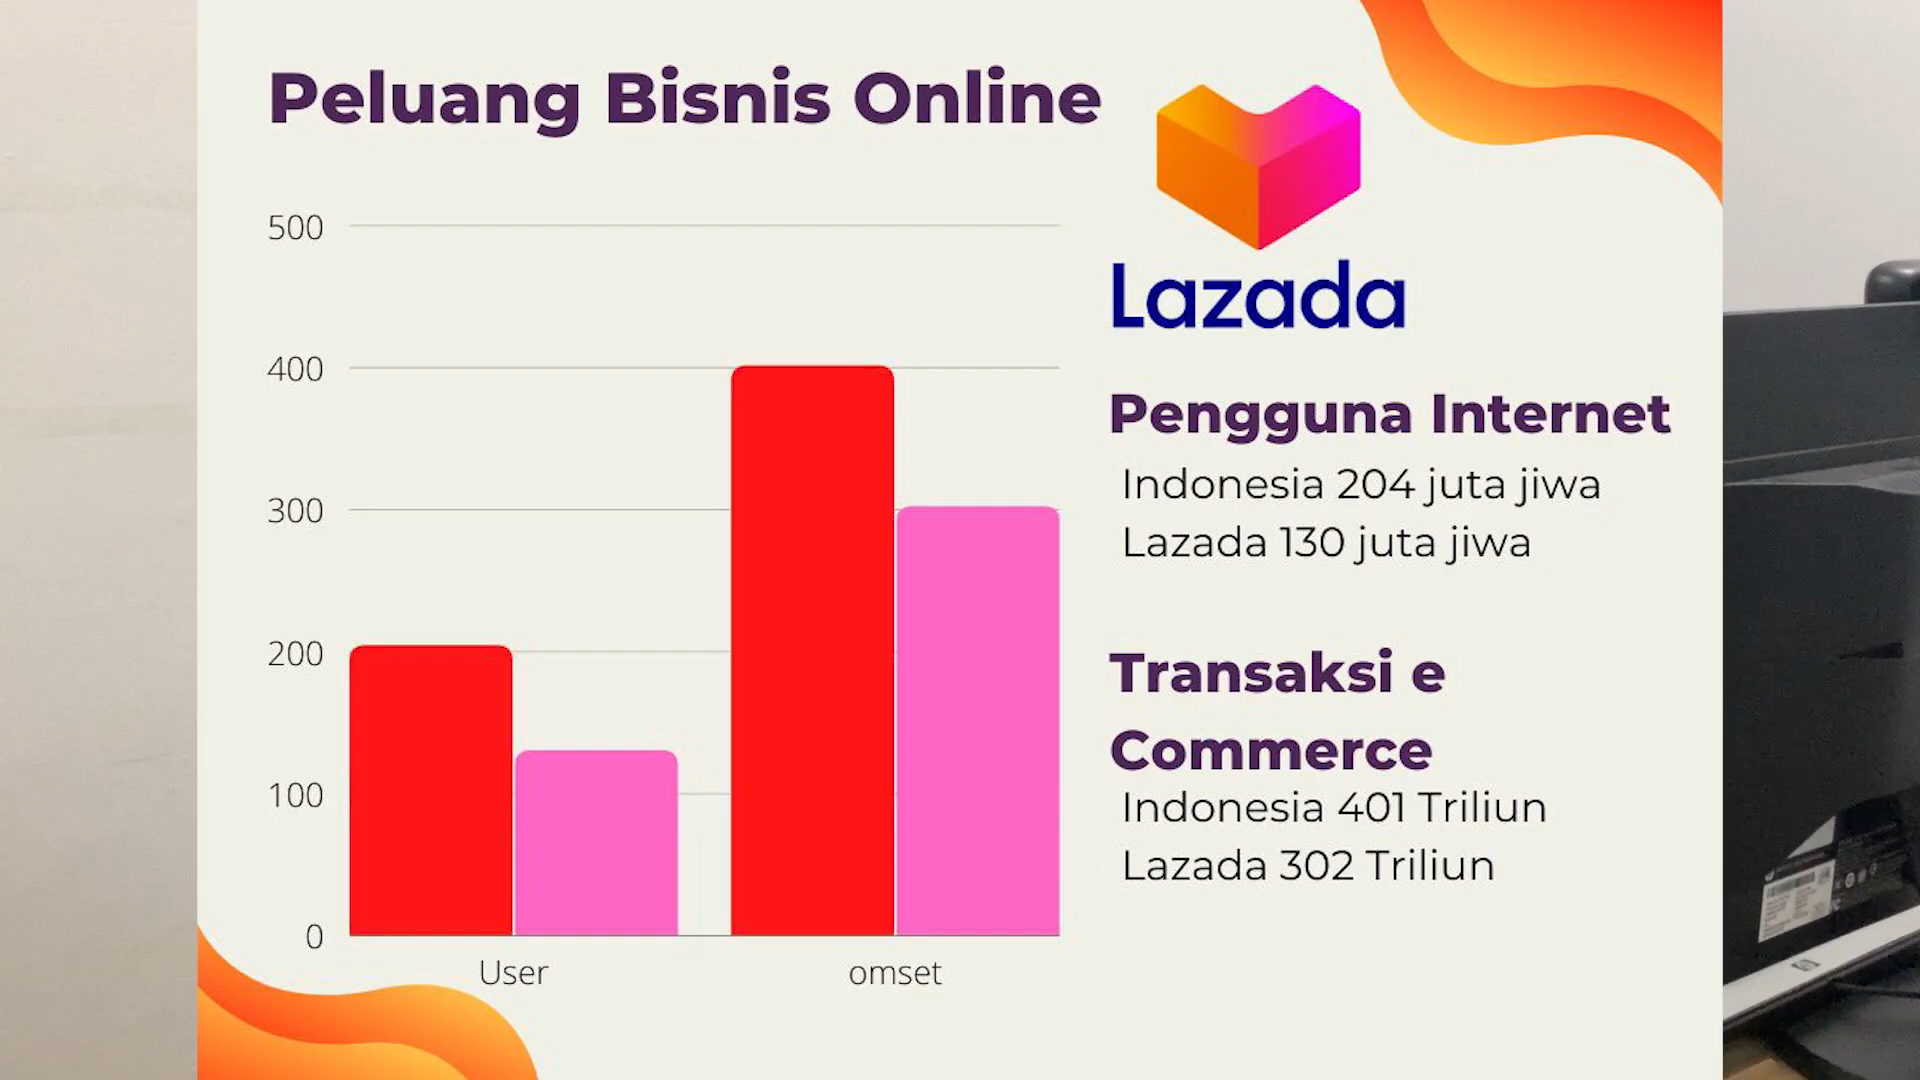 Peluang Bisnis Online
500
400
300
200
100
0
User
omset
Lazada
Pengguna Internet
Indonesia 204 juta jiwa
Lazada 130 juta jiwa
Transaksi e
Commerce
Indonesia 401 Triliun
Lazada 302 Triliun